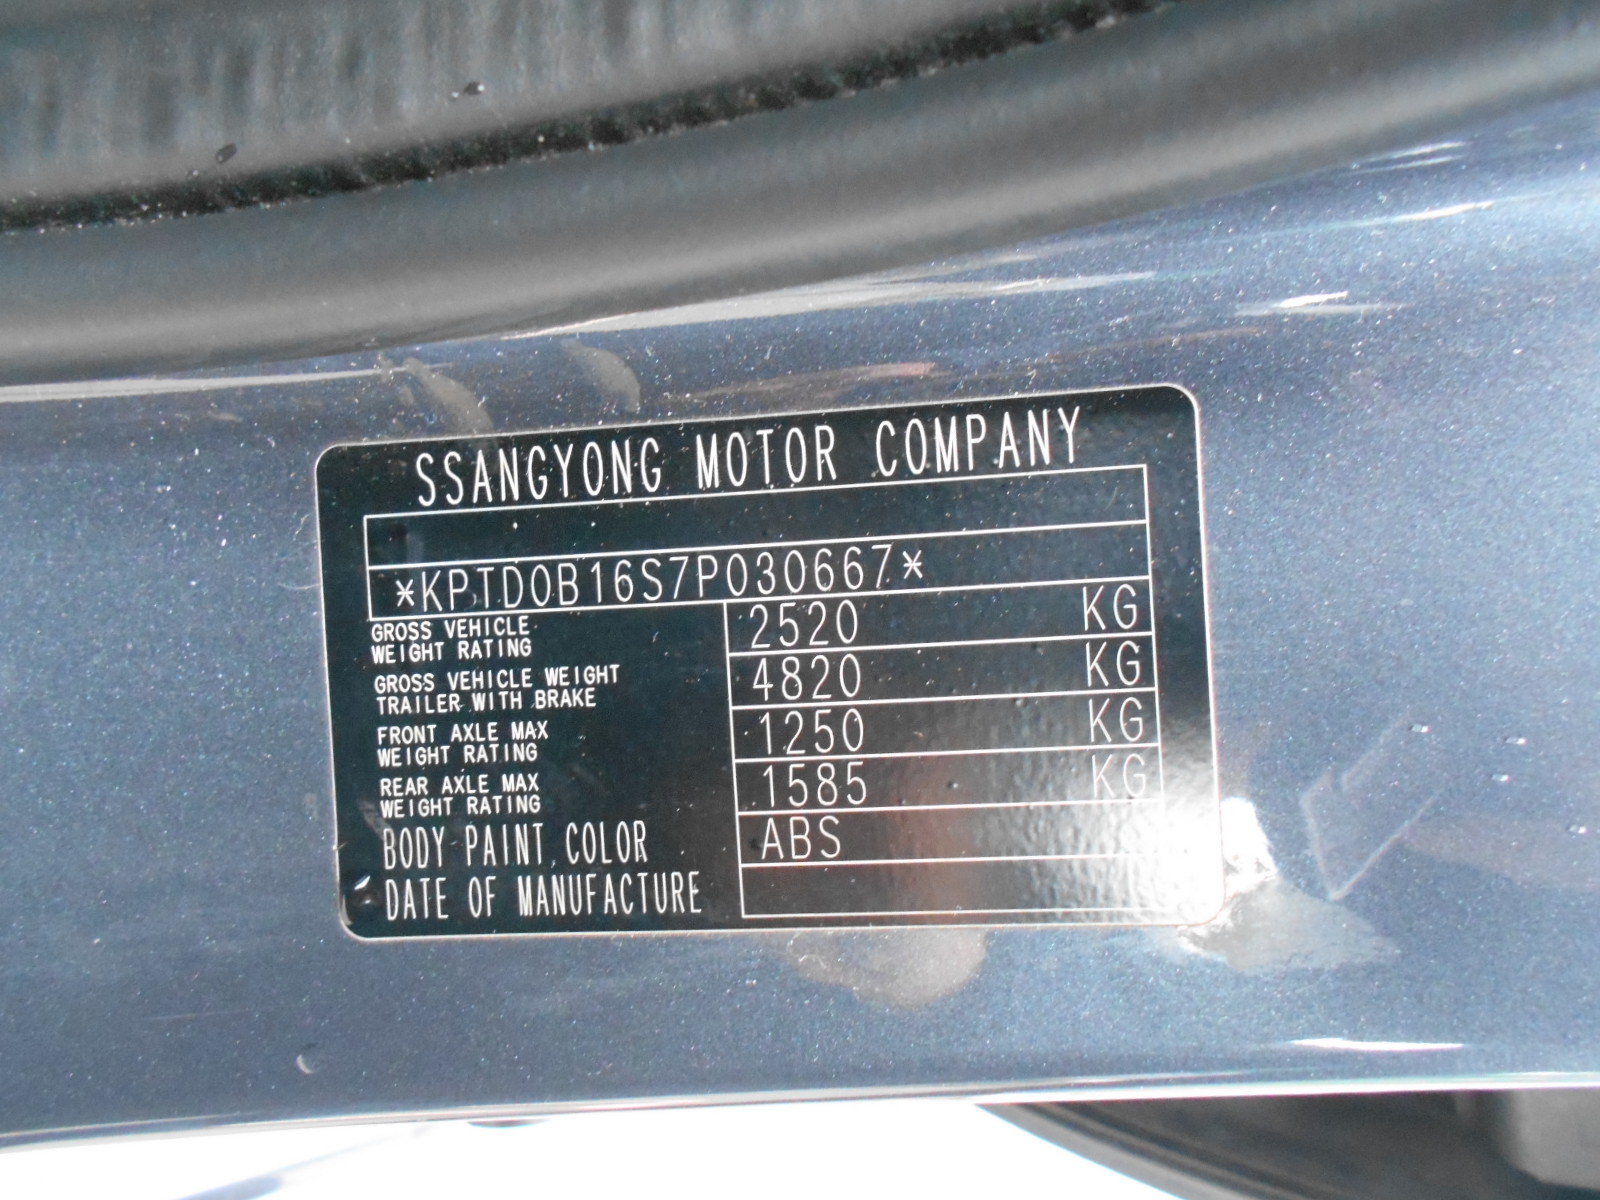 SSANGYONG MOTOR COMPANY
*KPTD0B16S7P030667*
GROSS VEHICLE
WEIGHT RATING
2520 KG
GROSS VEHICLE WEIGHT
TRAILER WITH BRAKE
4820 KG
FRONT AXLE MAX
WEIGHT RATING
1250 KG
REAR AXLE MAX
WEIGHT RATING
1585 KG
BODY PAINT COLOR ABS
DATE OF MANUFACTURE